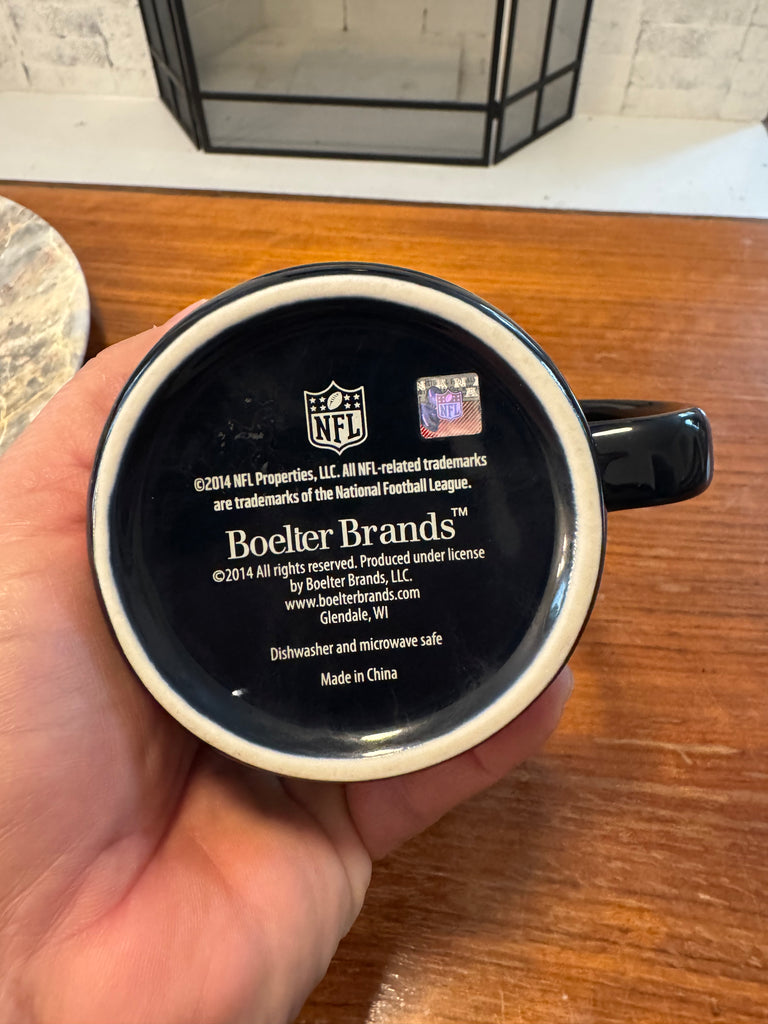 NFL
NFL
©2014 NFL Properties, LLC. All NFL-related trademarks
are trademarks of the National Football League.
Boelter Brands™
©2014 All rights reserved. Produced under license
by Boelter Brands, LLC.
www.boelterbrands.com
Glendale, WI
Dishwasher and microwave safe
Made in China